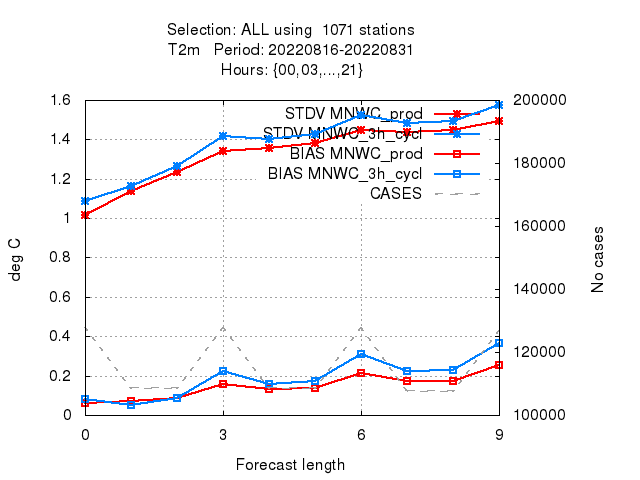 Selection: ALL using  1071 stations
T2m   Period: 20220816-20220831
Hours: {00,03,...,21}
STDV MNWC_prod
STDV MNWC_3h_cycl
BIAS MNWC_prod
BIAS MNWC_3h_cycl
CASES
1.6
1.4
1.2
1
0.8
0.6
0.4
0.2
0
deg C
200000
180000
160000
140000
120000
100000
No cases
0
3
6
9
Forecast length